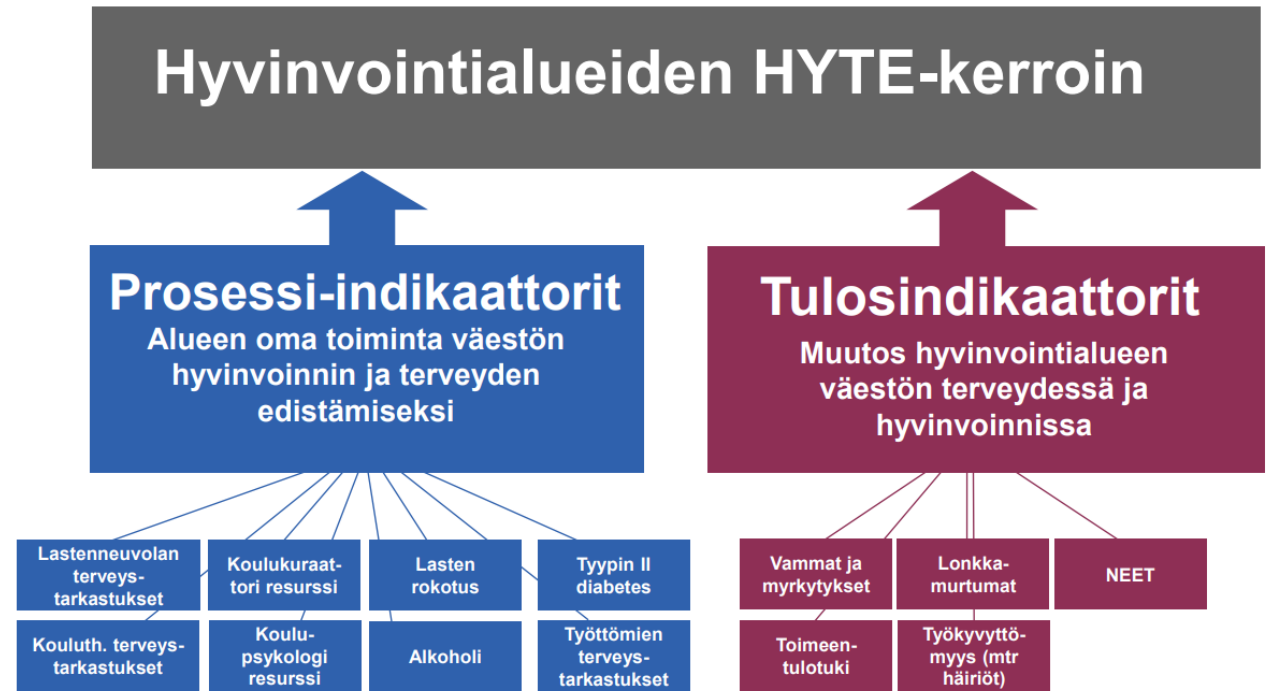 Hyvinvointialueiden HYTE-kerroin
Prosessi-indikaattorit
Alueen oma toiminta väestön
hyvinvoinnin ja terveyden
edistämiseksi
Tulosindikaattorit
Muutos hyvinvointialueen
väestön terveydessä ja
hyvinvoinnissa
Lastenneuvolan
terveys-
tarkastukset
Koulukuraat-
tori resurssi
Lasten
rokotus
Tyypin II
diabetes
Kouluth. terveys-
tarkastukset
Koulu-
psykologi
resurssi
Alkoholi
Työttömien
terveys-
tarkastukset
Vammat ja
myrkytykset
Lonkka-
murtumat
NEET
Toimeen-
tulotuki
Työkyvyttö-
myys (mtr
häiriöt)